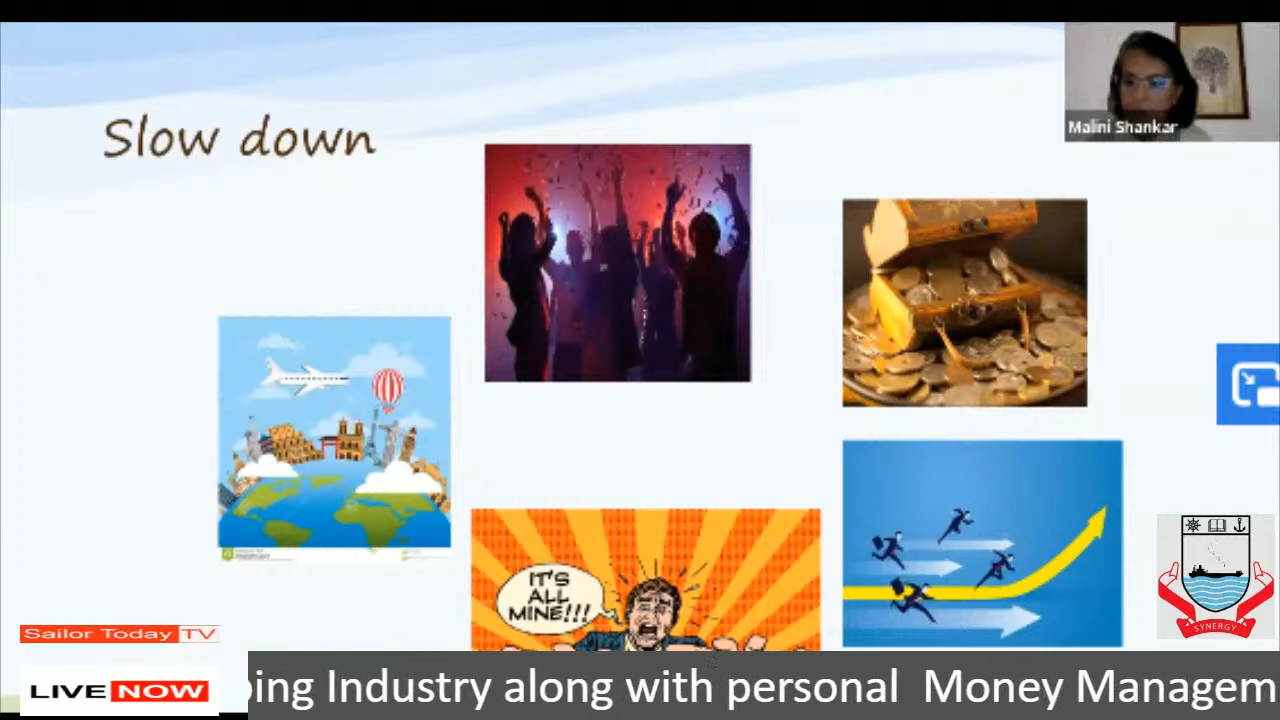 Slow down
Malini Shankar
IT'S
ALL
MINE!!!
SYNERGY
Sailor Today TV
LIVE NOW
ping Industry along with personal Money Managem